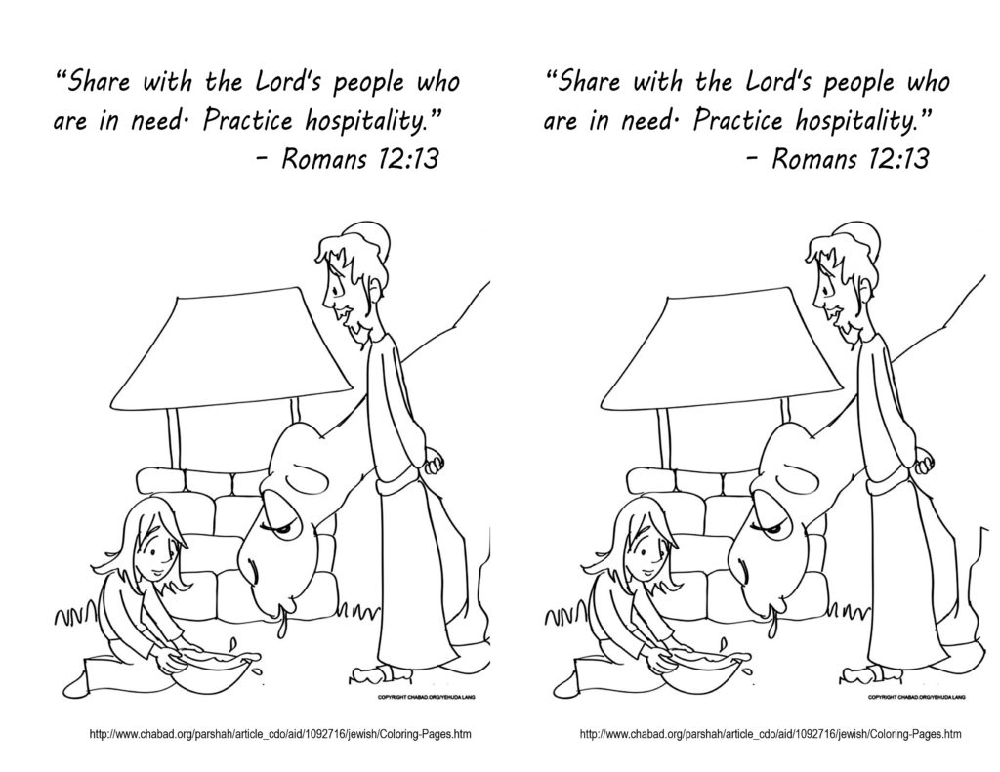 “Share with the Lord's people who
are in need. Practice hospitality.”
- Romans 12:13
COPYRIGHT CHABAD.ORG/YEHUDA LANG
http://www.chabad.org/parshah/article_cdo/aid/1092716/jewish/Coloring-Pages.htm
“Share with the Lord's people who
are in need. Practice hospitality.”
- Romans 12:13
COPYRIGHT CHABAD.ORG/YEHUDA LANG
http://www.chabad.org/parshah/article_cdo/aid/1092716/jewish/Coloring-Pages.htm